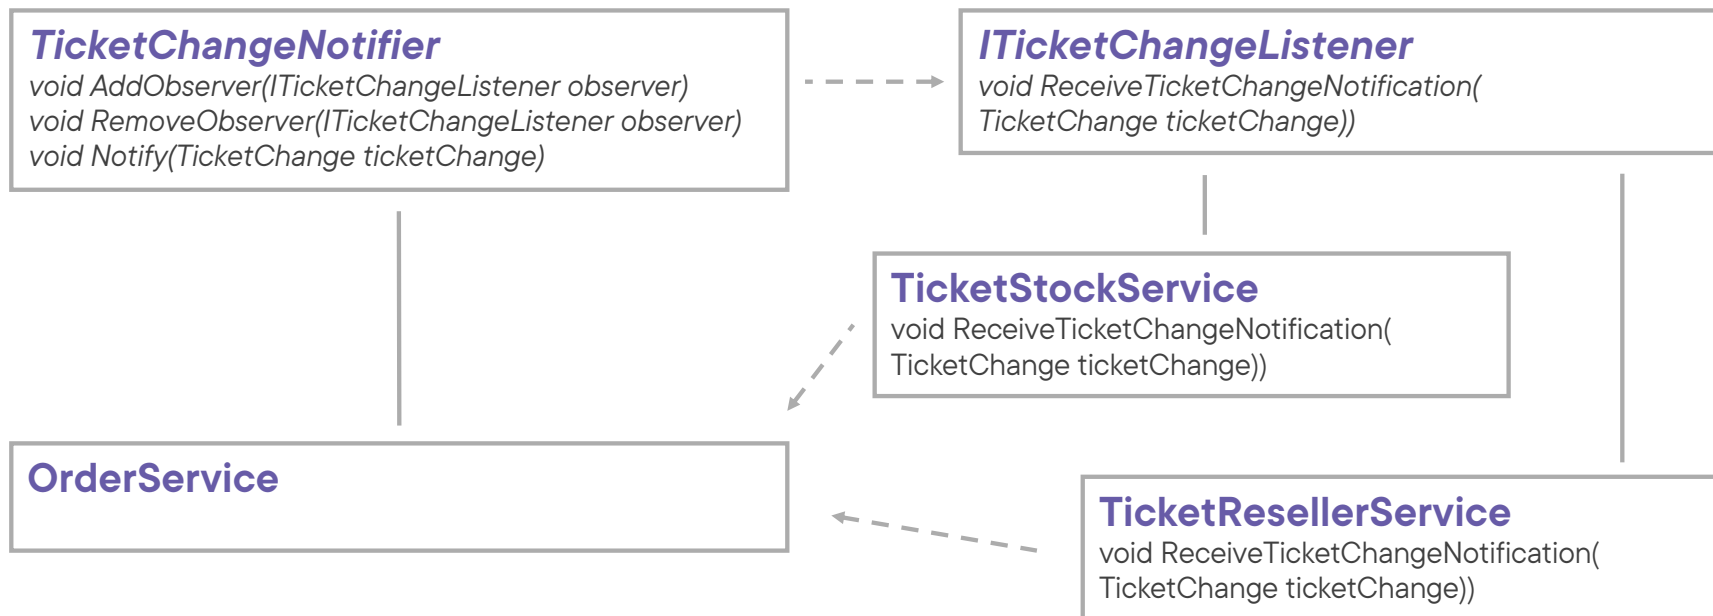 TicketChangeNotifier
void AddObserver(ITicketChangeListener observer)
void RemoveObserver(ITicketChangeListener observer)
void Notify(TicketChange ticketChange)
ITicketChangeListener
void ReceiveTicketChangeNotification(
TicketChange ticketChange))
TicketStockService
void ReceiveTicketChangeNotification(
TicketChange ticketChange))
OrderService
TicketResellerService
void ReceiveTicketChangeNotification(
TicketChange ticketChange))